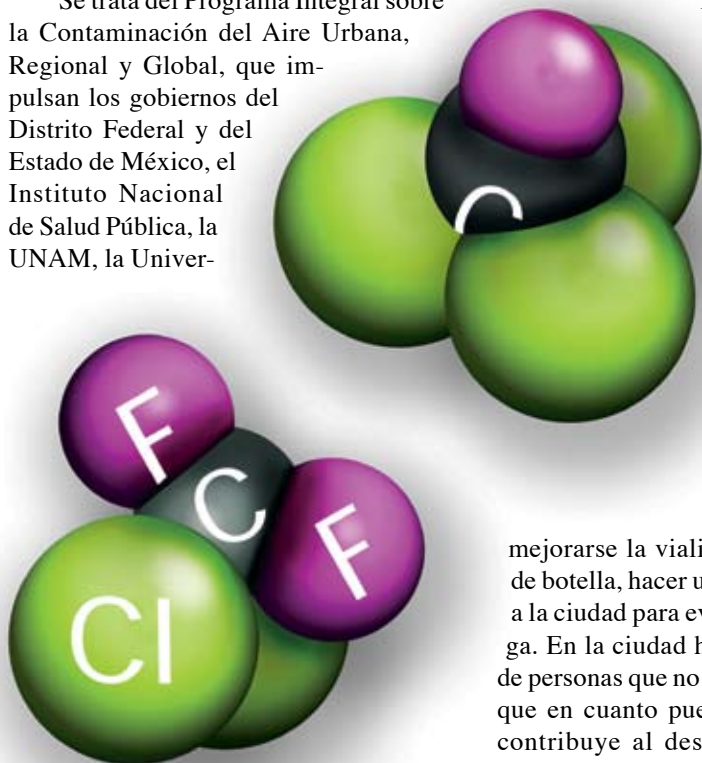 Se trata del Programa Integral sobre
la Contaminación del Aire Urbana,
Regional y Global, que im-
pulsan los gobiernos del
Distrito Federal y del
Estado de México, el
Instituto Nacional
de Salud Pública, la
UNAM, la Univer-
C
F
C
F
Cl
mejorarse la viali
de botella, hacer u
a la ciudad para ev
ga. En la ciudad h
de personas que no
que en cuanto pue
contribuye al des